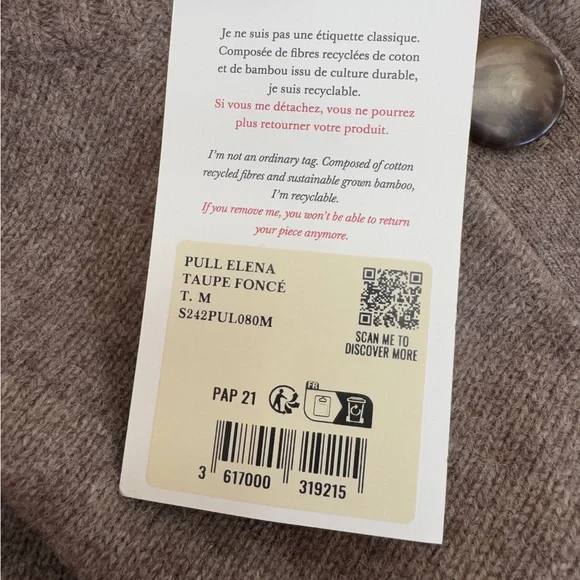 Je ne suis pas une étiquette classique.
Composée de fibres recyclées de coton
et de bambou issu de culture durable,
je suis recyclable.
Si vous me détachez, vous ne pourrez
plus retourner votre produit.
I'm not an ordinary tag. Composed of cotton
recycled fibres and sustainable grown bamboo,
I'm recyclable.
If you remove me, you won't be able to return
your piece anymore.
PULL ELENA
TAUPE FONCÉ
T. M
S242PUL080M
SCAN ME TO
DISCOVER MORE
PAP 21
FR
3 617000 319215